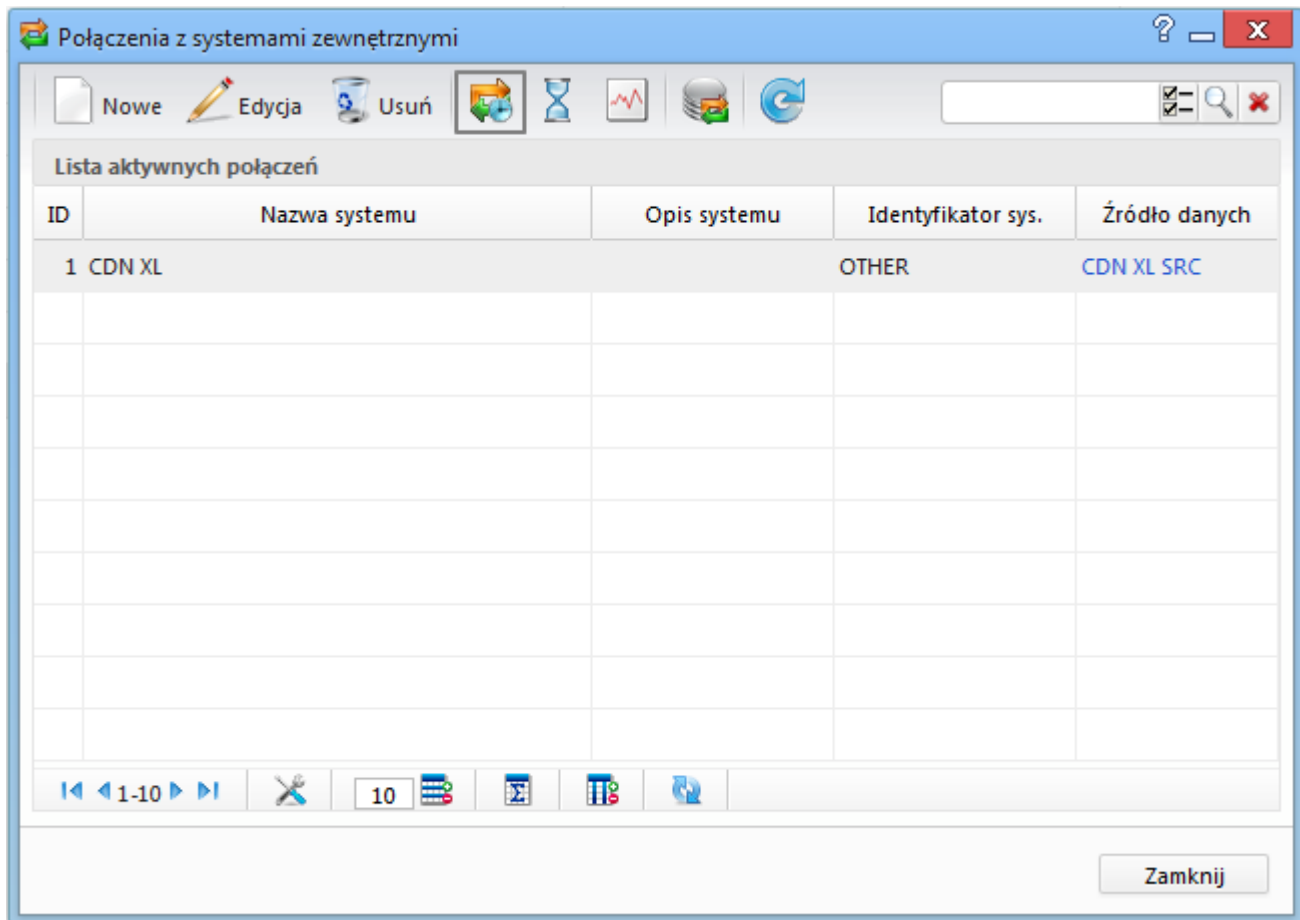 Połączenia z systemami zewnętrznymi
Nowe Edycja Usuń
Lista aktywnych połączeń
ID Nazwa systemu Opis systemu Identyfikator sys. Źródło danych
1 CDN XL OTHER CDN XL SRC
1-10 10
Zamknij